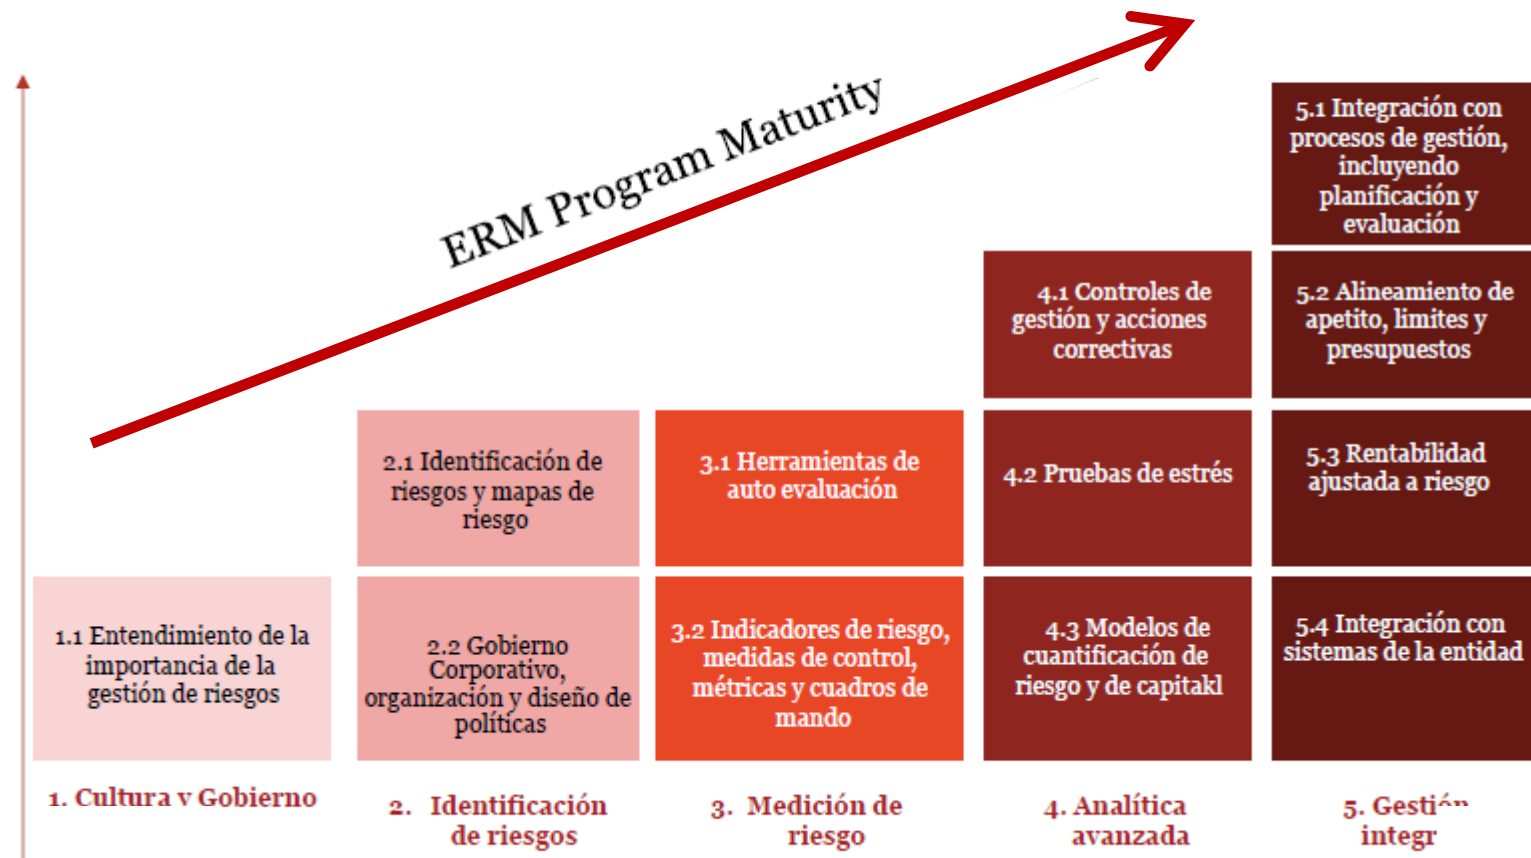 ERM Program Maturity
1.1 Entendimiento de la
importancia de la
gestión de riesgos
1. Cultura y Gobierno
2.1 Identificación de
riesgos y mapas de
riesgo
2.2 Gobierno
Corporativo,
organización y diseño de
políticas
2. Identificación
de riesgos
3.1 Herramientas de
auto evaluación
3.2 Indicadores de riesgo,
medidas de control,
métricas y cuadros de
mando
3. Medición de
riesgo
4.1 Controles de
gestión y acciones
correctivas
4.2 Pruebas de estrés
4.3 Modelos de
cuantificación de
riesgo y de capitakl
4. Analítica
avanzada
5.1 Integración con
procesos de gestión,
incluyendo
planificación y
evaluación
5.2 Alineamiento de
apetito, limites y
presupuestos
5.3 Rentabilidad
ajustada a riesgo
5.4 Integración con
sistemas de la entidad
5. Gestión